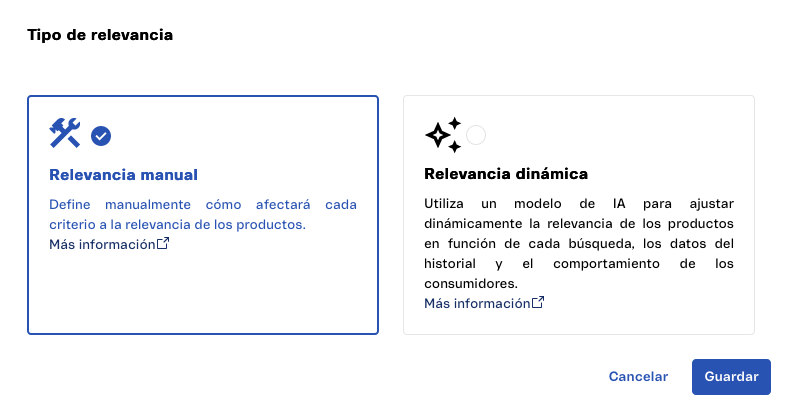 Tipo de relevancia
Relevancia manual
Define manualmente cómo afectará cada
criterio a la relevancia de los productos.
Más información
Relevancia dinámica
Utiliza un modelo de IA para ajustar
dinámicamente la relevancia de los productos
en función de cada búsqueda, los datos del
historial y el comportamiento de los
consumidores.
Más información
Cancelar
Guardar